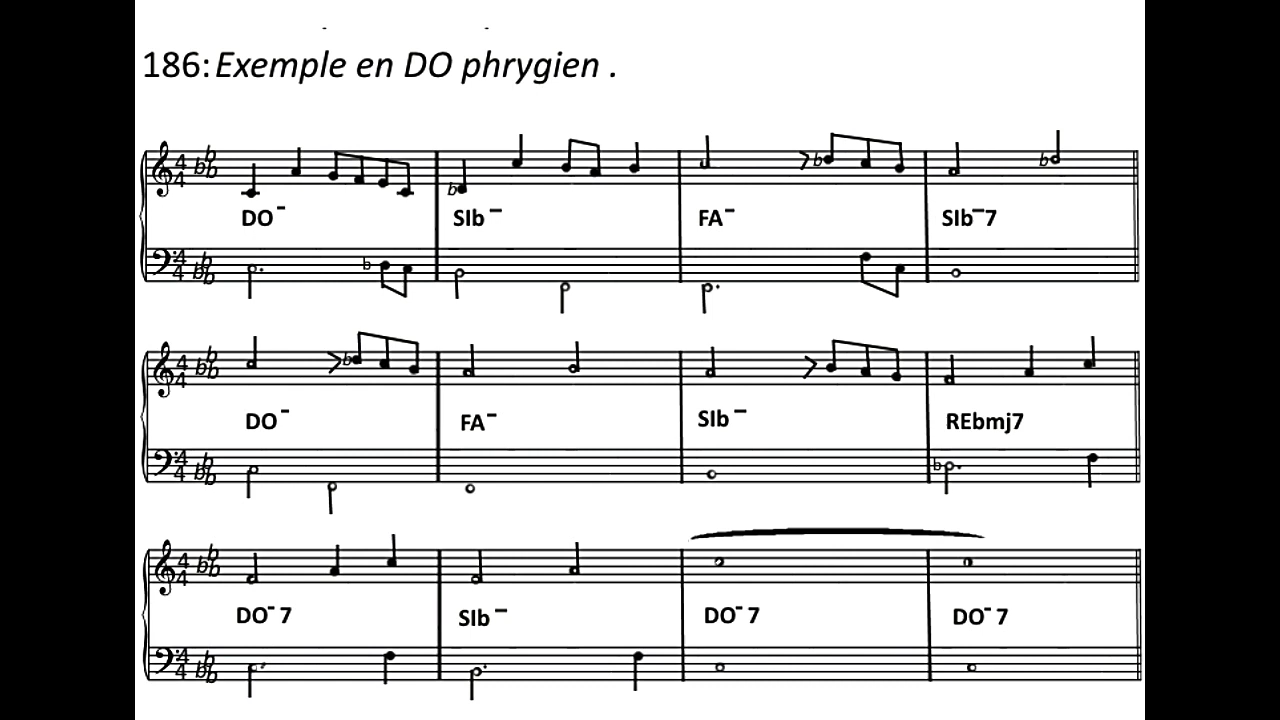 186: Exemple en DO phrygien .
DO- SIb- FA- SIb-7
DO- FA- SIb- REbmj7
DO-7 SIb- DO-7 DO-7